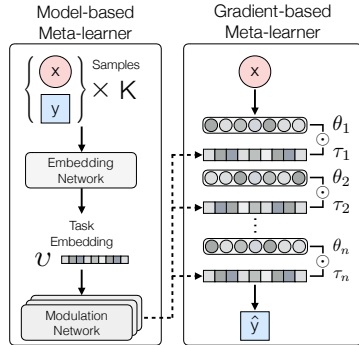 Model-based
Meta-learner
x
y
Samples
× K
Embedding
Network
Task
Embedding
υ
Modulation
Network
Gradient-based
Meta-learner
x
θ₁
⊙
τ₁
θ₂
⊙
τ₂
⋮
θₙ
⊙
τₙ
ŷ